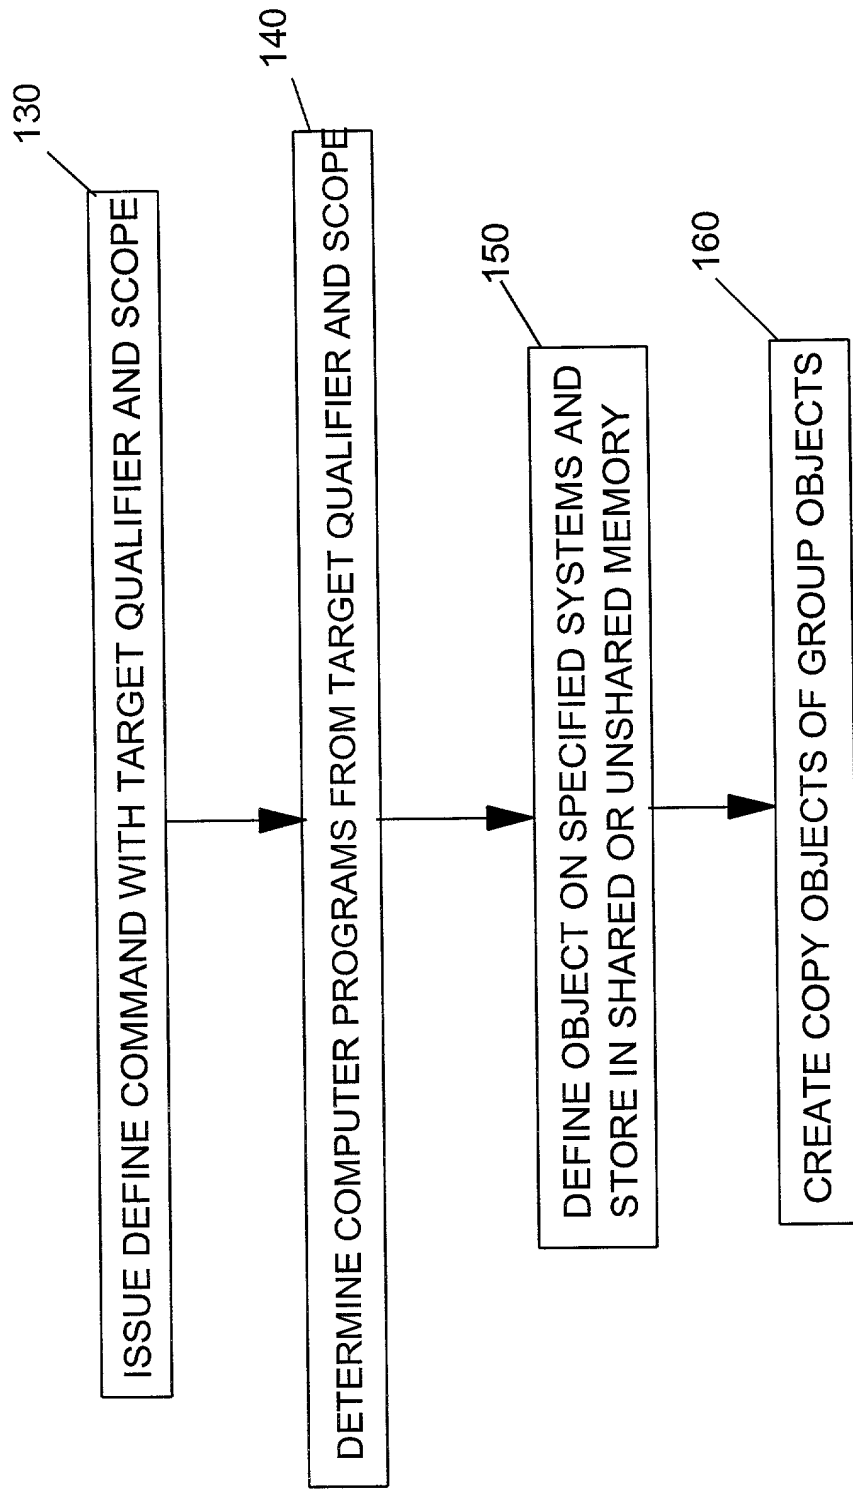 130
ISSUE DEFINE COMMAND WITH TARGET QUALIFIER AND SCOPE
140
DETERMINE COMPUTER PROGRAMS FROM TARGET QUALIFIER AND SCOPE
150
DEFINE OBJECT ON SPECIFIED SYSTEMS AND
STORE IN SHARED OR UNSHARED MEMORY
160
CREATE COPY OBJECTS OF GROUP OBJECTS